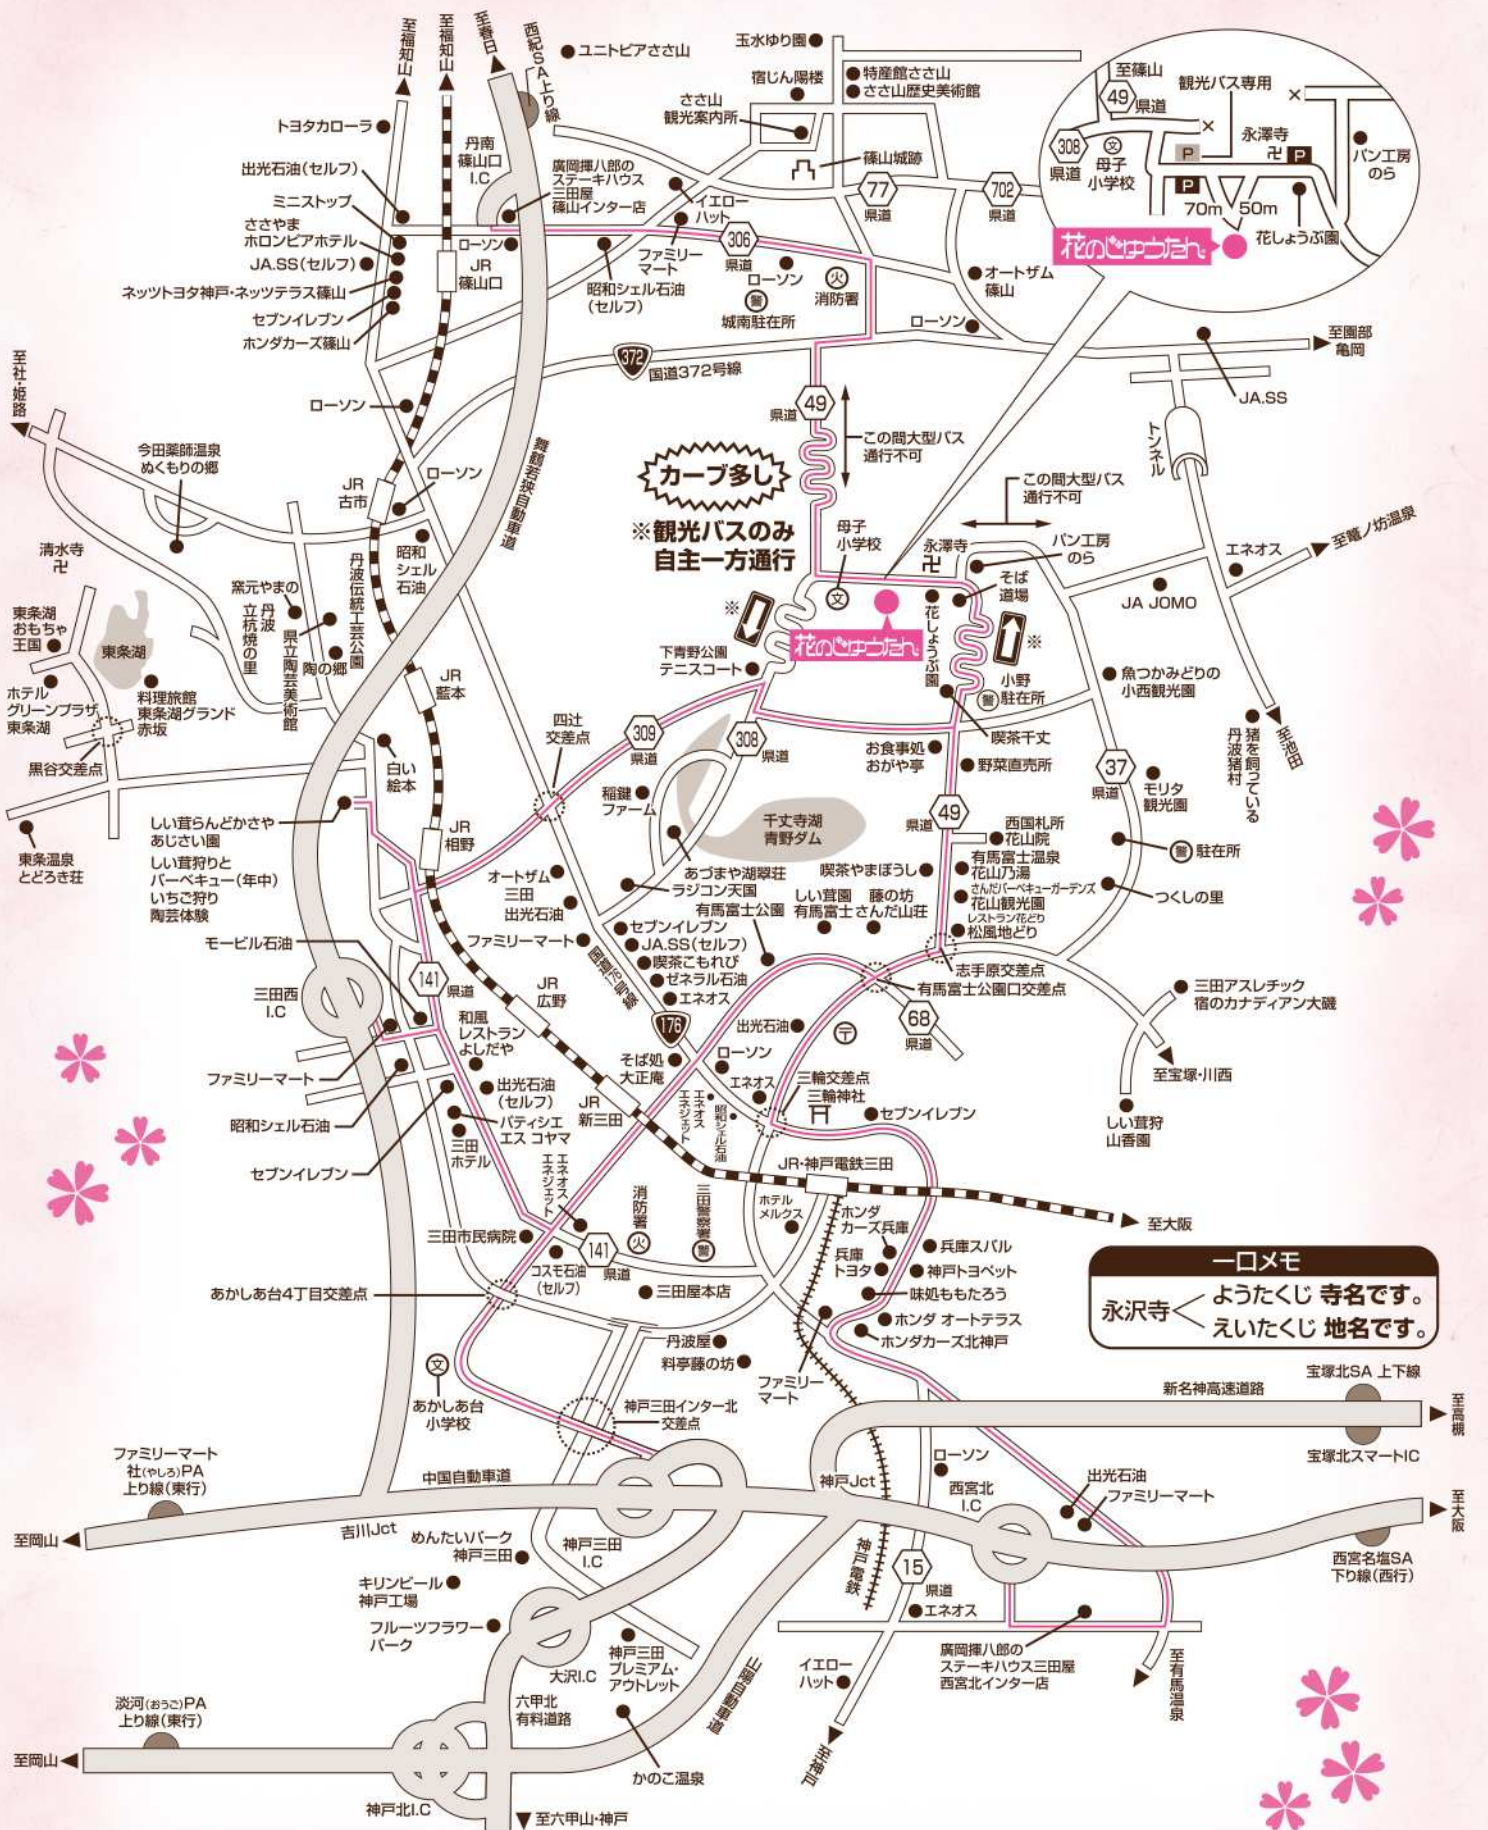 至福知山
至福知山
至春日
西紀SA上り線
ユニトピアささ山
玉水ゆり園
宿じん陽楼
特産館ささ山
ささ山歴史美術館
ささ山
観光案内所
篠山城跡
トヨタカローラ
丹南
篠山口
I.C
廣岡揮八郎の
ステーキハウス
三田屋
篠山インター店
出光石油(セルフ)
ミニストップ
ささやま
ホロンピアホテル
JA.SS(セルフ)
ネッツトヨタ神戸・ネッツテラス篠山
セブンイレブン
ホンダカーズ篠山
ローソン
JR
篠山口
イエロー
ハット
ファミリー
マート
昭和シェル石油
(セルフ)
306
県道
ローソン
警
城南駐在所
火
消防署
77
県道
702
県道
オートザム
篠山
ローソン
至篠山
49
県道
観光バス専用
308
県道
文
母子
小学校
永澤寺
卍
P
P
P
パン工房
のら
70m
50m
花しょうぶ園
花のじゅうたん
至園部
亀岡
JA.SS
372
国道372号線
至社・姫路
ローソン
今田薬師温泉
ぬくもりの郷
JR
古市
ローソン
舞鶴若狭自動車道
49
県道
この間大型バス
通行不可
カーブ多し
※観光バスのみ
自主一方通行
トンネル
この間大型バス
通行不可
母子
小学校
文
永澤寺
卍
パン工房
のら
そば
道場
エネオス
至籠ノ坊温泉
JA JOMO
清水寺
卍
昭和
シェル
石油
窯元やまの
丹波
立杭焼の里
県立陶芸美術館
陶の郷
丹波伝統工芸公園
東条湖
おもちゃ
王国
東条湖
ホテル
グリーンプラザ
東条湖
料理旅館
東条湖グランド
赤坂
黒谷交差点
東条温泉
とどろき荘
JR
藍本
※
花のじゅうたん
花しょうぶ園
※
下青野公園
テニスコート
小野
警
駐在所
魚つかみどりの
小西観光園
喫茶千丈
猪を飼っている
丹波猪村
至池田
四辻
交差点
309
県道
308
県道
お食事処
おがや亭
野菜直売所
37
県道
モリタ
観光園
白い
絵本
稲鍵
ファーム
千丈寺湖
青野ダム
49
県道
西国札所
花山院
警
駐在所
しい茸らんどかさや
あじさい園
しい茸狩りと
バーベキュー(年中)
いちご狩り
陶芸体験
JR
相野
オートザム
三田
出光石油
あづまや湖翠荘
ラジコン天国
有馬富士公園
喫茶やまぼうし
しい茸園
有馬富士
藤の坊
さんだ山荘
有馬富士温泉
花山乃湯
さんだバーベキューガーデンズ
花山観光園
レストラン花どり
松風地どり
つくしの里
モービル石油
ファミリーマート
セブンイレブン
JA.SS(セルフ)
喫茶こもれび
ゼネラル石油
エネオス
国道176号線
176
志手原交差点
有馬富士公園口交差点
三田アスレチック
宿のカナディアン大磯
三田西
I.C
141
県道
JR
広野
68
県道
至宝塚・川西
和風
レストラン
よしだや
出光石油
〒
そば処
大正庵
ローソン
エネオス
三輪交差点
三輪神社
セブンイレブン
しい茸狩
山香園
ファミリーマート
昭和シェル石油
セブンイレブン
出光石油
(セルフ)
パティシエ
エス コヤマ
三田
ホテル
JR
新三田
エネオス
エネジェット
昭和シェル石油
JR・神戸電鉄三田
エネオス
エネジェット
消防署
火
三田警察署
警
ホテル
メルクス
至大阪
三田市民病院
コスモ石油
(セルフ)
141
県道
三田屋本店
ホンダ
カーズ兵庫
兵庫
トヨタ
兵庫スバル
神戸トヨペット
味処ももたろう
ホンダ オートテラス
ホンダカーズ北神戸
あかしあ台4丁目交差点
丹波屋
料亭藤の坊
ファミリー
マート
一口メモ
永沢寺
ようたくじ 寺名です。
えいたくじ 地名です。
文
あかしあ台
小学校
神戸三田インター北
交差点
新名神高速道路
宝塚北SA 上下線
至高槻
宝塚北スマートIC
ファミリーマート
社(やしろ)PA
上り線(東行)
中国自動車道
神戸Jct
ローソン
西宮北
I.C
出光石油
ファミリーマート
至大阪
至岡山
吉川Jct
めんたいパーク
神戸三田
神戸三田
I.C
西宮名塩SA
下り線(西行)
キリンビール
神戸工場
フルーツフラワー
パーク
大沢I.C
神戸三田
プレミアム・
アウトレット
神戸電鉄
15
県道
エネオス
廣岡揮八郎の
ステーキハウス三田屋
西宮北インター店
至有馬温泉
イエロー
ハット
至神戸
山陽自動車道
淡河(おうご)PA
上り線(東行)
六甲北
有料道路
至岡山
かのこ温泉
神戸北I.C
至六甲山・神戸